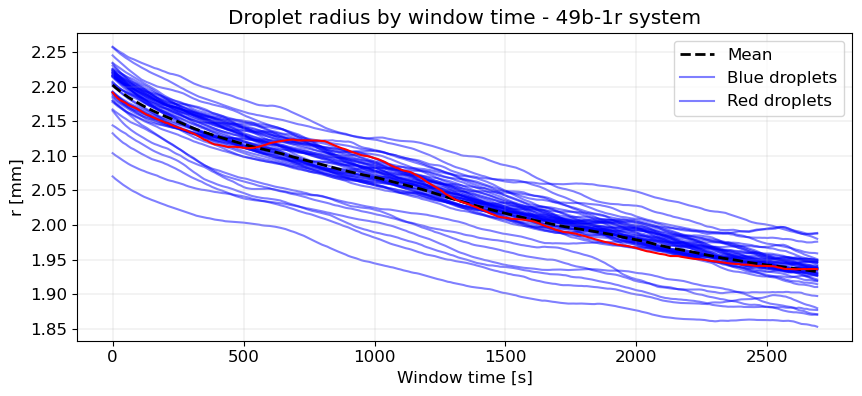 Droplet radius by window time - 49b-1r system
r [mm]
2.25
2.20
2.15
2.10
2.05
2.00
1.95
1.90
1.85
Mean
Blue droplets
Red droplets
0
500
1000
1500
2000
2500
Window time [s]